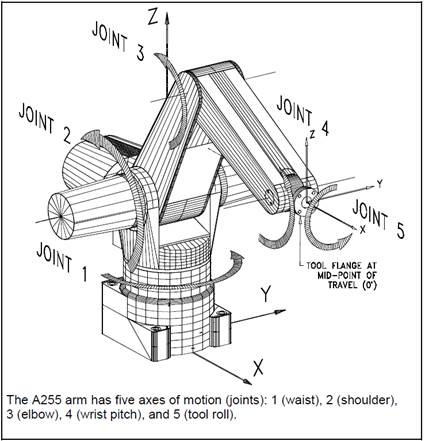 Z
JOINT 3
JOINT 2
JOINT 4
Z
Y
JOINT 5
X
JOINT 1
TOOL FLANGE AT
MID-POINT OF
TRAVEL (0°)
Y
X
The A255 arm has five axes of motion (joints): 1 (waist), 2 (shoulder),
3 (elbow), 4 (wrist pitch), and 5 (tool roll).